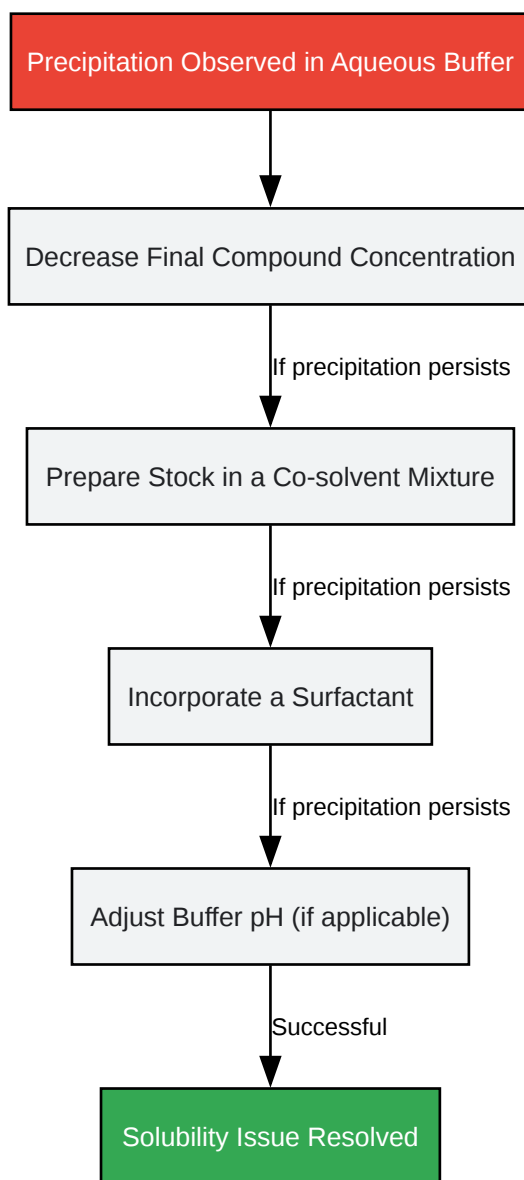 Precipitation Observed in Aqueous Buffer
Decrease Final Compound Concentration
If precipitation persists
Prepare Stock in a Co-solvent Mixture
If precipitation persists
Incorporate a Surfactant
If precipitation persists
Adjust Buffer pH (if applicable)
Successful
Solubility Issue Resolved